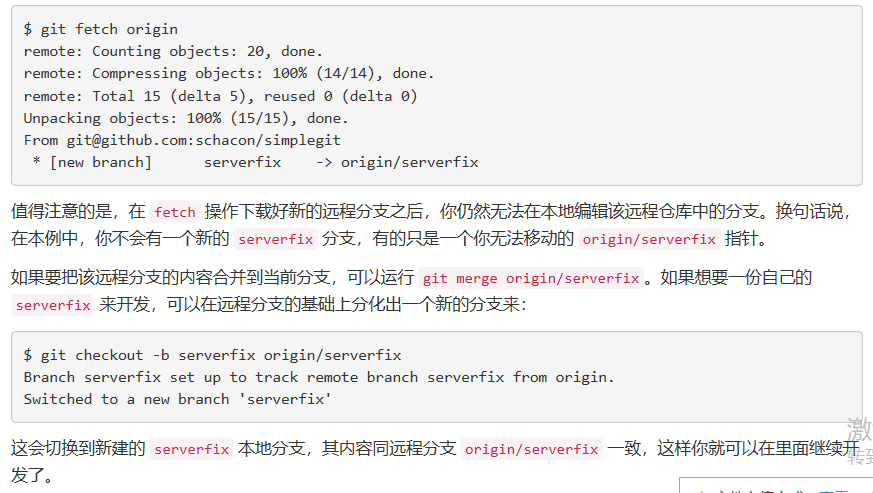 $ git fetch origin
remote: Counting objects: 20, done.
remote: Compressing objects: 100% (14/14), done.
remote: Total 15 (delta 5), reused 0 (delta 0)
Unpacking objects: 100% (15/15), done.
From git@github.com:schacon/simplegit
 * [new branch]      serverfix    -> origin/serverfix
值得注意的是，在 fetch 操作下载好新的远程分支之后，你仍然无法在本地编辑该远程仓库中的分支。换句话说，
在本例中，你不会有一个新的 serverfix 分支，有的只是一个你无法移动的 origin/serverfix 指针。
如果要把该远程分支的内容合并到当前分支，可以运行 git merge origin/serverfix 。如果想要一份自己的
serverfix 来开发，可以在远程分支的基础上分化出一个新的分支来：
$ git checkout -b serverfix origin/serverfix
Branch serverfix set up to track remote branch serverfix from origin.
Switched to a new branch 'serverfix'
这会切换到新建的 serverfix 本地分支，其内容同远程分支 origin/serverfix 一致，这样你就可以在里面继续开
发了。
激
转到